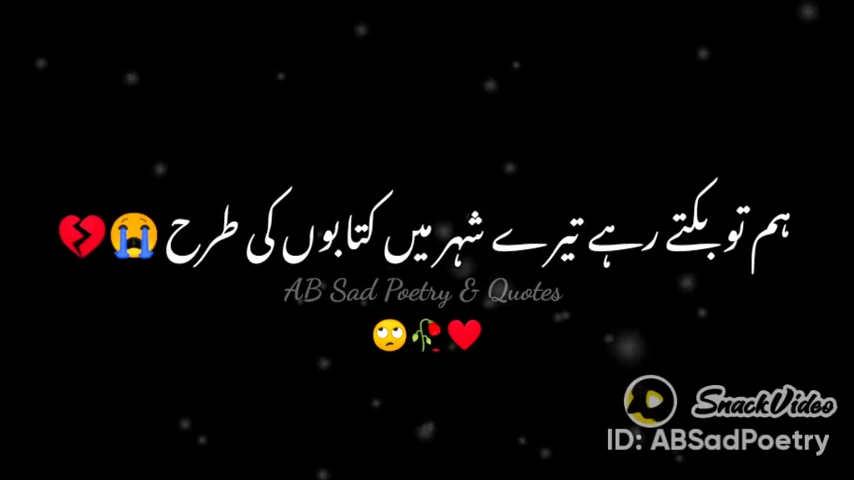 ہم تو بکتے رہے تیرے شہر میں کتابوں کی طرح 😭💔
AB Sad Poetry & Quotes
🙄🥀❤️
SnackVideo
ID: ABSadPoetry